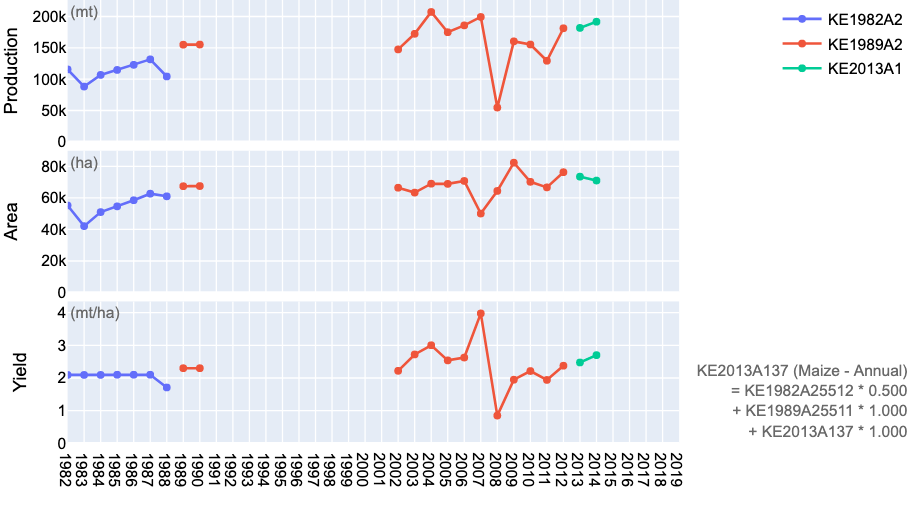 Production
(mt)
200k
150k
100k
50k
0
KE1982A2
KE1989A2
KE2013A1
Area
(ha)
80k
60k
40k
20k
0
Yield
(mt/ha)
4
3
2
1
0
KE2013A137 (Maize - Annual)
= KE1982A25512 * 0.500
+ KE1989A25511 * 1.000
+ KE2013A137 * 1.000
1982
1983
1984
1985
1986
1987
1988
1989
1990
1991
1992
1993
1994
1995
1996
1997
1998
1999
2000
2001
2002
2003
2004
2005
2006
2007
2008
2009
2010
2011
2012
2013
2014
2015
2016
2017
2018
2019